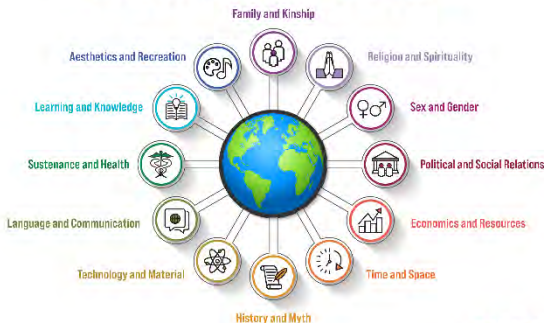 Family and Kinship
Aesthetics and Recreation
Religion and Spirituality
Learning and Knowledge
Sex and Gender
Sustenance and Health
Political and Social Relations
Language and Communication
Economics and Resources
Technology and Material
Time and Space
History and Myth